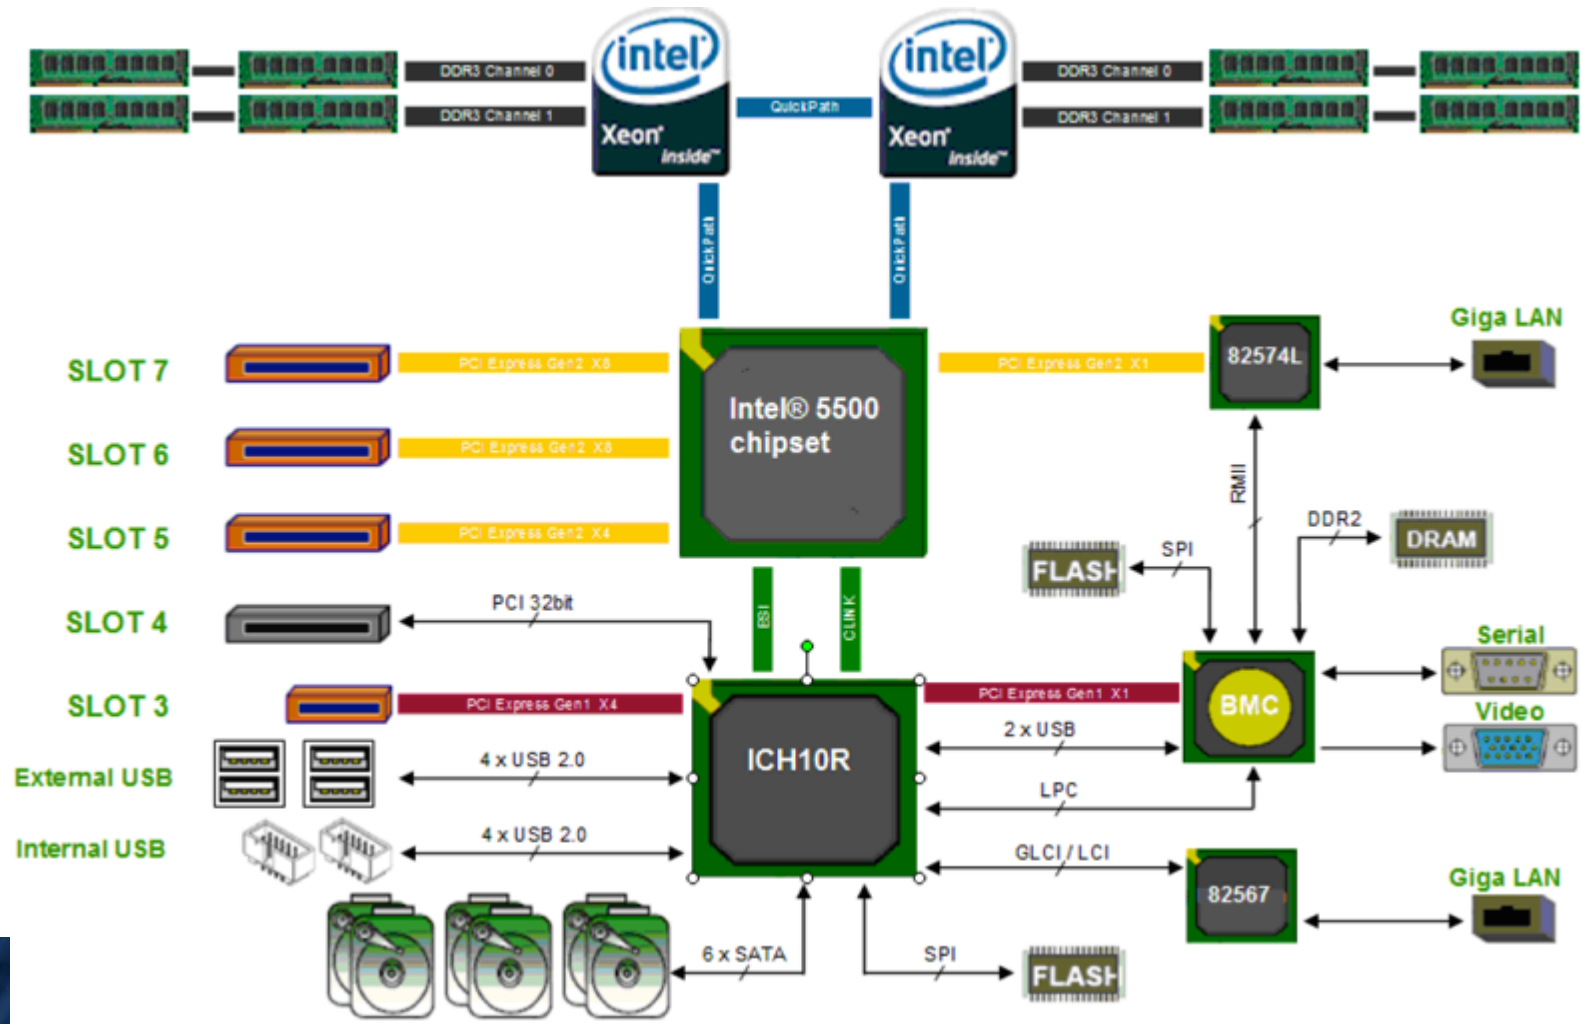 DDR3 Channel 0
DDR3 Channel 1
intel
Xeon®
inside™
QuickPath
intel
Xeon®
inside™
DDR3 Channel 0
DDR3 Channel 1
QuickPath
QuickPath
SLOT 7
PCI Express Gen2 X8
Intel® 5500
chipset
PCI Express Gen2 X1
82574L
Giga LAN
SLOT 6
PCI Express Gen2 X8
SLOT 5
PCI Express Gen2 X4
RMII
DDR2
DRAM
SPI
FLASH
SLOT 4
PCI 32bit
ESI
CLINK
Serial
SLOT 3
PCI Express Gen1 X4
PCI Express Gen1 X1
BMC
Video
2 x USB
External USB
4 x USB 2.0
ICH10R
LPC
Internal USB
4 x USB 2.0
GLCI / LCI
82567
Giga LAN
6 x SATA
SPI
FLASH